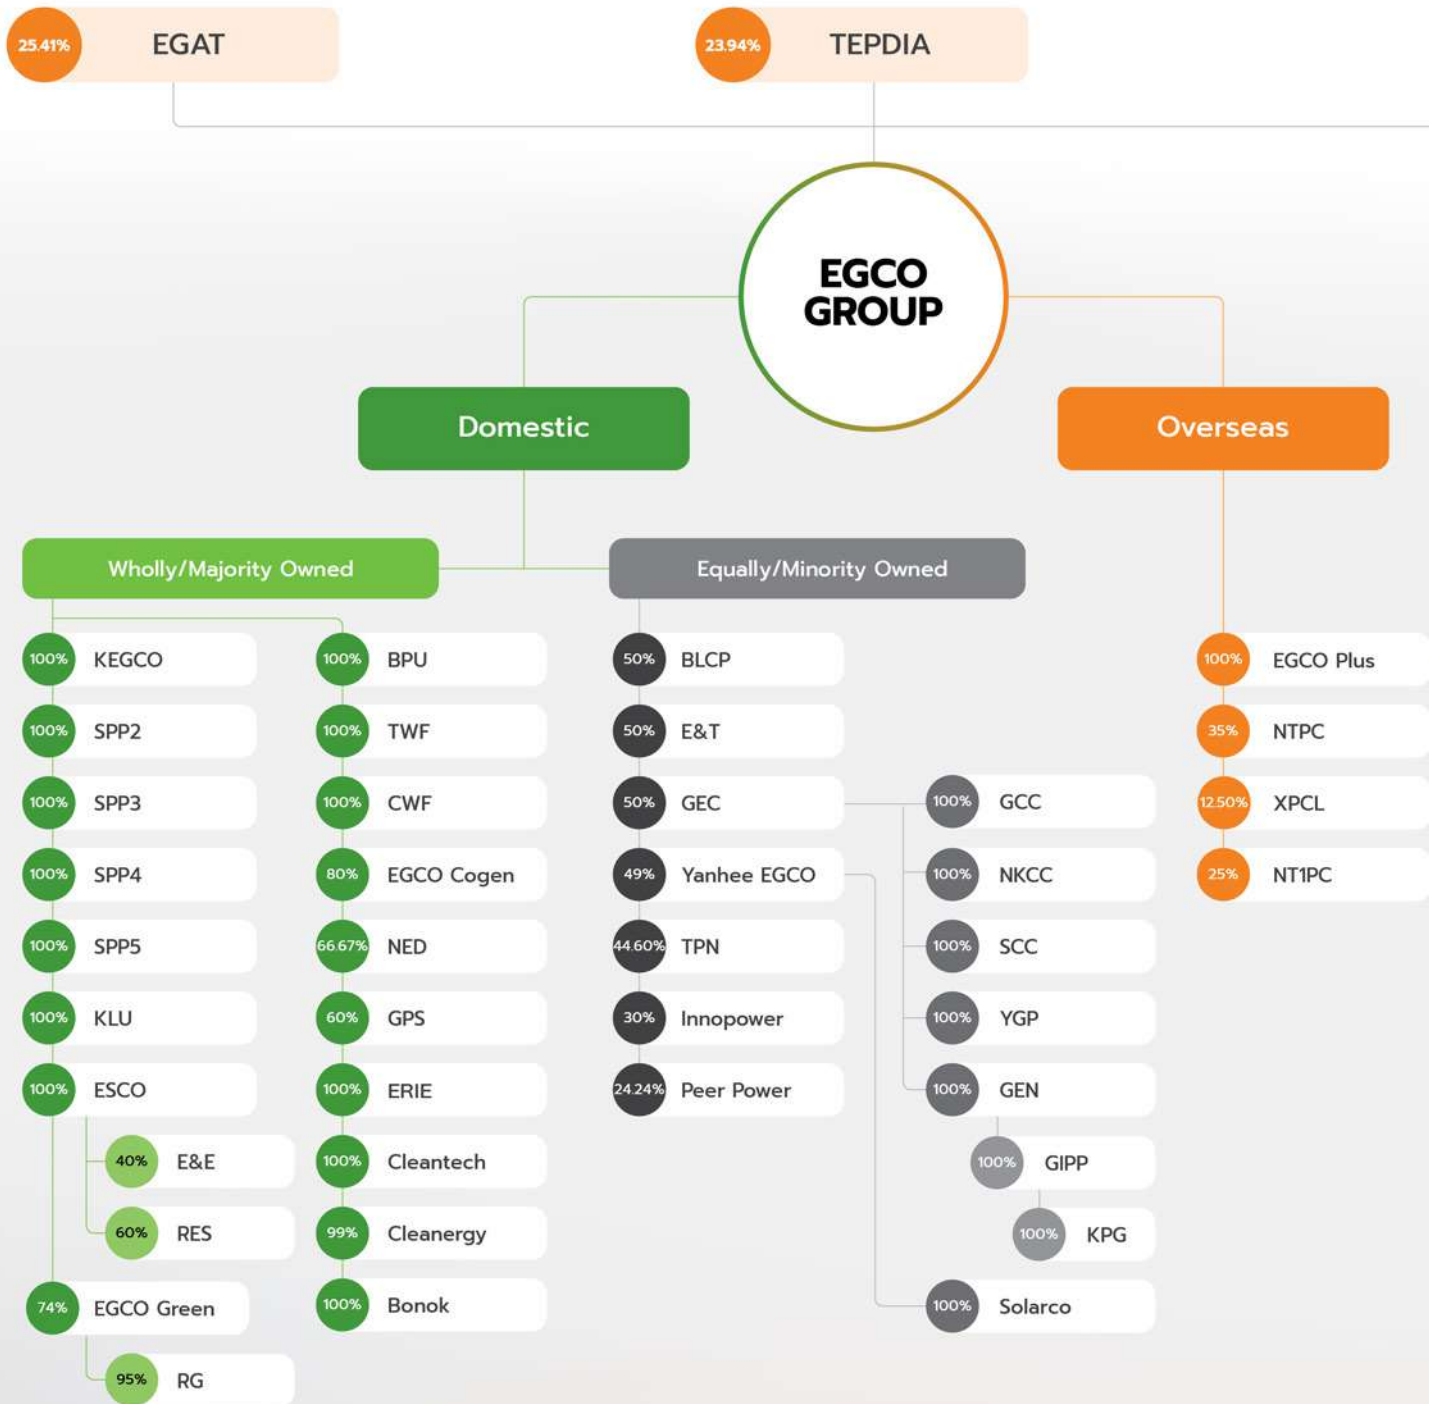 25.41% EGAT
23.94% TEPDIA
EGCO
GROUP
Domestic
Overseas
Wholly/Majority Owned
Equally/Minority Owned
100% KEGCO
100% SPP2
100% SPP3
100% SPP4
100% SPP5
100% KLU
100% ESCO
40% E&E
60% RES
74% EGCO Green
95% RG
100% BPU
100% TWF
100% CWF
80% EGCO Cogen
66.67% NED
60% GPS
100% ERIE
100% Cleantech
99% Cleanergy
100% Bonok
50% BLCP
50% E&T
50% GEC
49% Yanhee EGCO
44.60% TPN
30% Innopower
24.24% Peer Power
100% GCC
100% NKCC
100% SCC
100% YGP
100% GEN
100% GIPP
100% KPG
100% Solarco
100% EGCO Plus
35% NTPC
12.50% XPCL
25% NT1PC